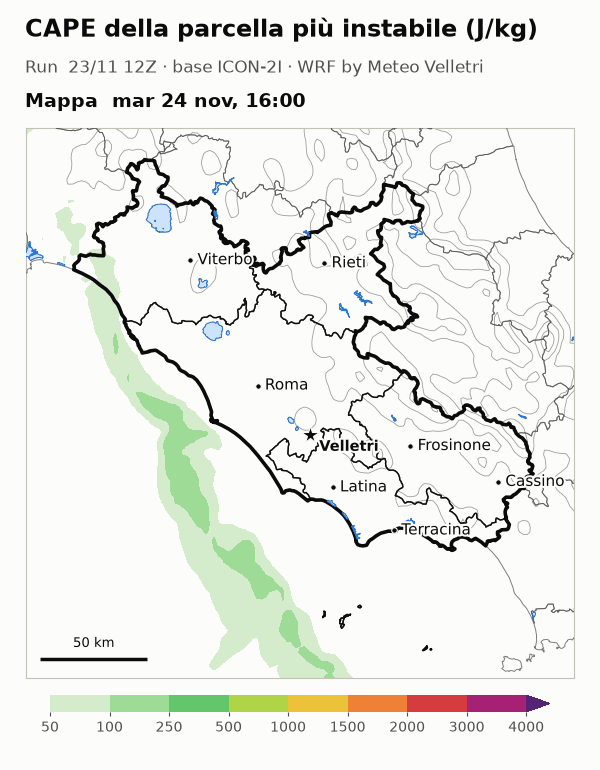 CAPE della parcella più instabile (J/kg)
Run  23/11 12Z · base ICON-2I · WRF by Meteo Velletri
Mappa  mar 24 nov, 16:00
Viterbo
Rieti
Roma
Velletri
Frosinone
Cassino
Latina
Terracina
50 km
50 100 250 500 1000 1500 2000 3000 4000